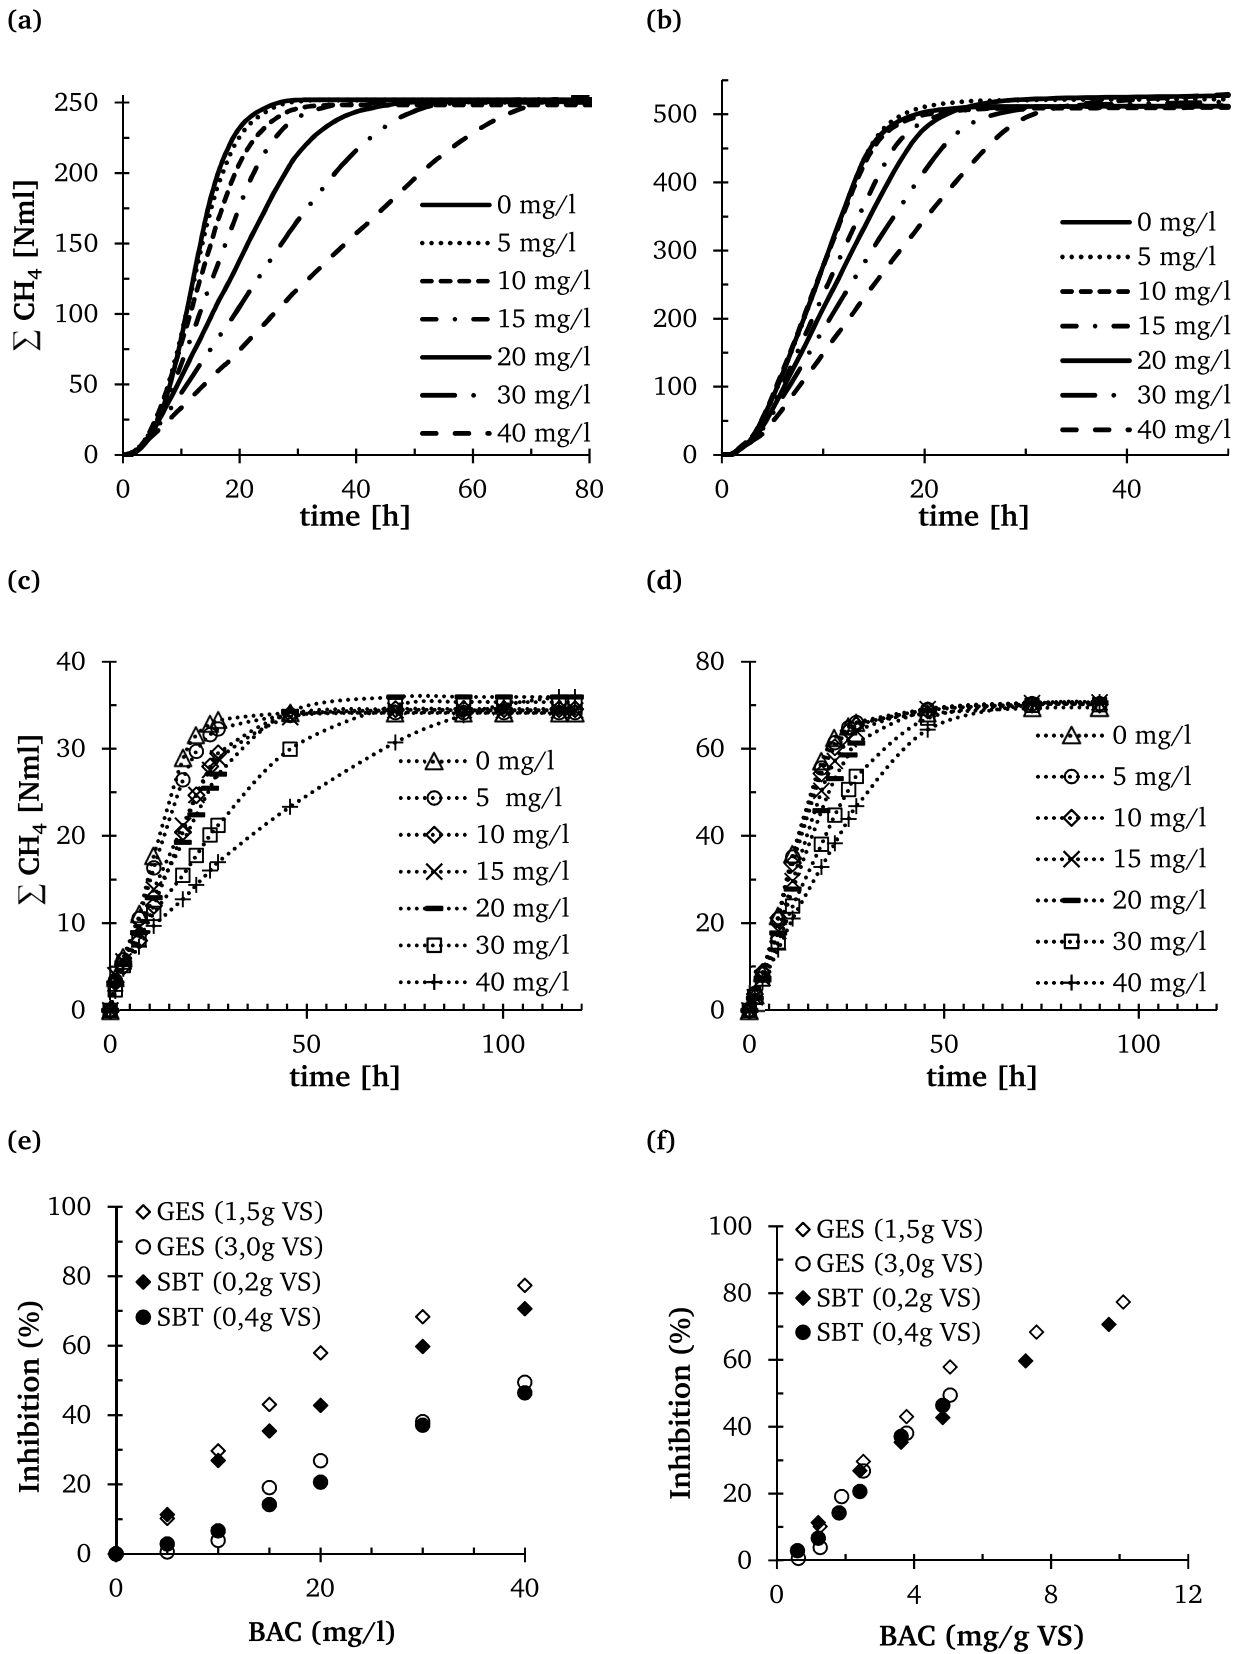 (a)
250
200
150
100
50
0
0 20 40 60 80
∑ CH₄ [Nml]
time [h]
0 mg/l
5 mg/l
10 mg/l
15 mg/l
20 mg/l
30 mg/l
40 mg/l
(b)
500
400
300
200
100
0
0 20 40
time [h]
0 mg/l
5 mg/l
10 mg/l
15 mg/l
20 mg/l
30 mg/l
40 mg/l
(c)
40
30
20
10
0
0 50 100
∑ CH₄ [Nml]
time [h]
0 mg/l
5 mg/l
10 mg/l
15 mg/l
20 mg/l
30 mg/l
40 mg/l
(d)
80
60
40
20
0
0 50 100
time [h]
0 mg/l
5 mg/l
10 mg/l
15 mg/l
20 mg/l
30 mg/l
40 mg/l
(e)
100
80
60
40
20
0
0 20 40
Inhibition (%)
BAC (mg/l)
GES (1,5g VS)
GES (3,0g VS)
SBT (0,2g VS)
SBT (0,4g VS)
(f)
100
80
60
40
20
0
0 4 8 12
Inhibition (%)
BAC (mg/g VS)
GES (1,5g VS)
GES (3,0g VS)
SBT (0,2g VS)
SBT (0,4g VS)